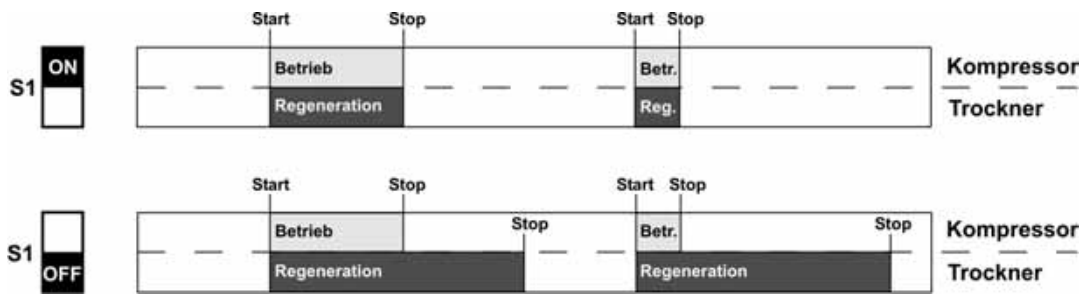 Start Stop Start Stop
ON Betrieb Betr. Kompressor
S1
Regeneration Reg. Trockner
Start Stop Start Stop
Stop Stop
Betrieb Betr. Kompressor
S1
OFF Regeneration Regeneration Trockner